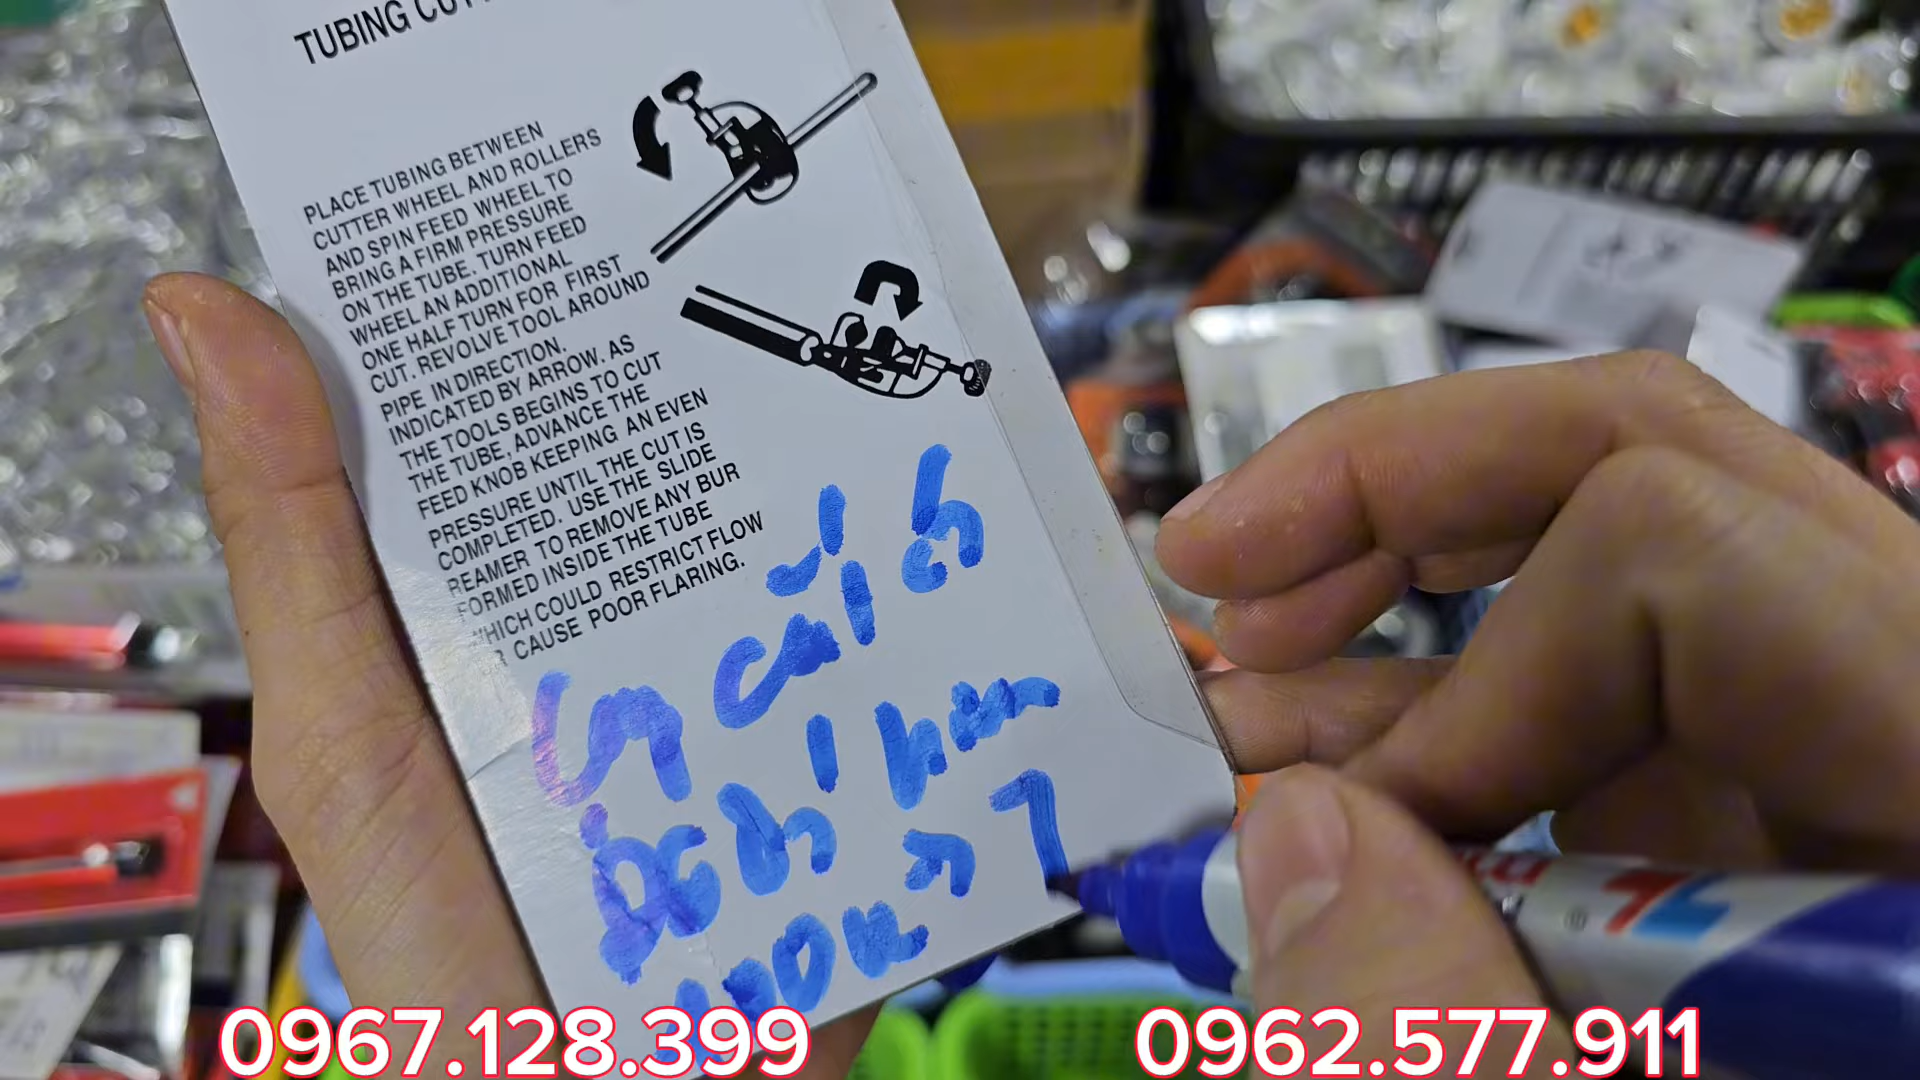 TUBING CUT
PLACE TUBING BETWEEN
CUTTER WHEEL AND ROLLERS
AND SPIN FEED WHEEL TO
BRING A FIRM PRESSURE
ON THE TUBE. TURN FEED
WHEEL AN ADDITIONAL
ONE HALF TURN FOR FIRST
CUT. REVOLVE TOOL AROUND
PIPE IN DIRECTION.
INDICATED BY ARROW. AS
THE TOOLS BEGINS TO CUT
THE TUBE, ADVANCE THE
FEED KNOB KEEPING AN EVEN
PRESSURE UNTIL THE CUT IS
COMPLETED. USE THE SLIDE
REAMER TO REMOVE ANY BUR
FORMED INSIDE THE TUBE
WHICH COULD RESTRICT FLOW
R CAUSE POOR FLARING.
0967.128.399
0962.577.911